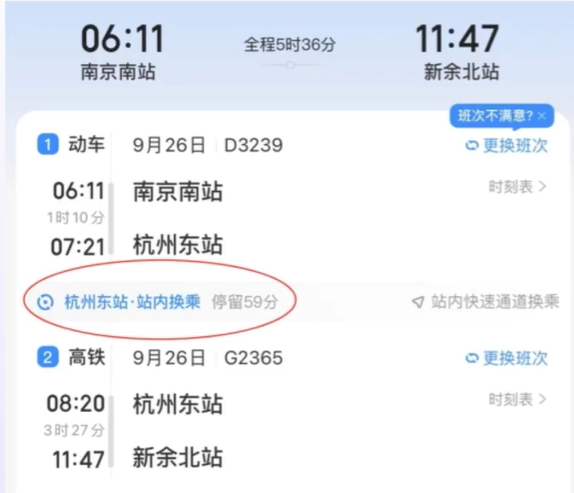 06:11 全程5时36分 11:47
南京南站 新余北站
班次不满意? ×
1 动车 9月26日 D3239 更换班次
06:11 南京南站 时刻表 >
1时10分
07:21 杭州东站
杭州东站·站内换乘 停留59分 站内快速通道换乘
2 高铁 9月26日 G2365 更换班次
08:20 杭州东站 时刻表 >
3时27分
11:47 新余北站